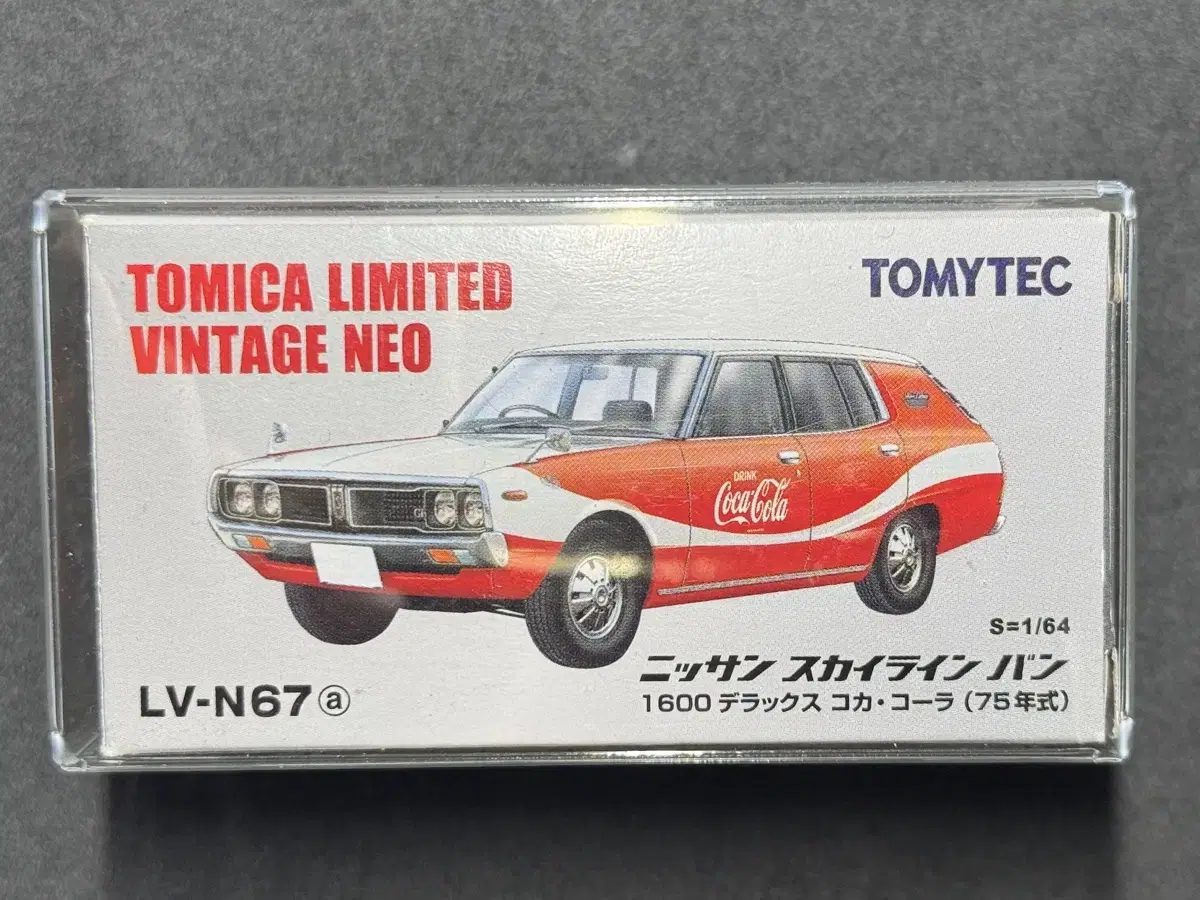 TOMICA LIMITED
VINTAGE NEO
TOMYTEC
DRINK
Coca-Cola
S=1/64
LV-N67ⓐ
ニッサン スカイライン バン
1600 デラックス コカ・コーラ (75年式)